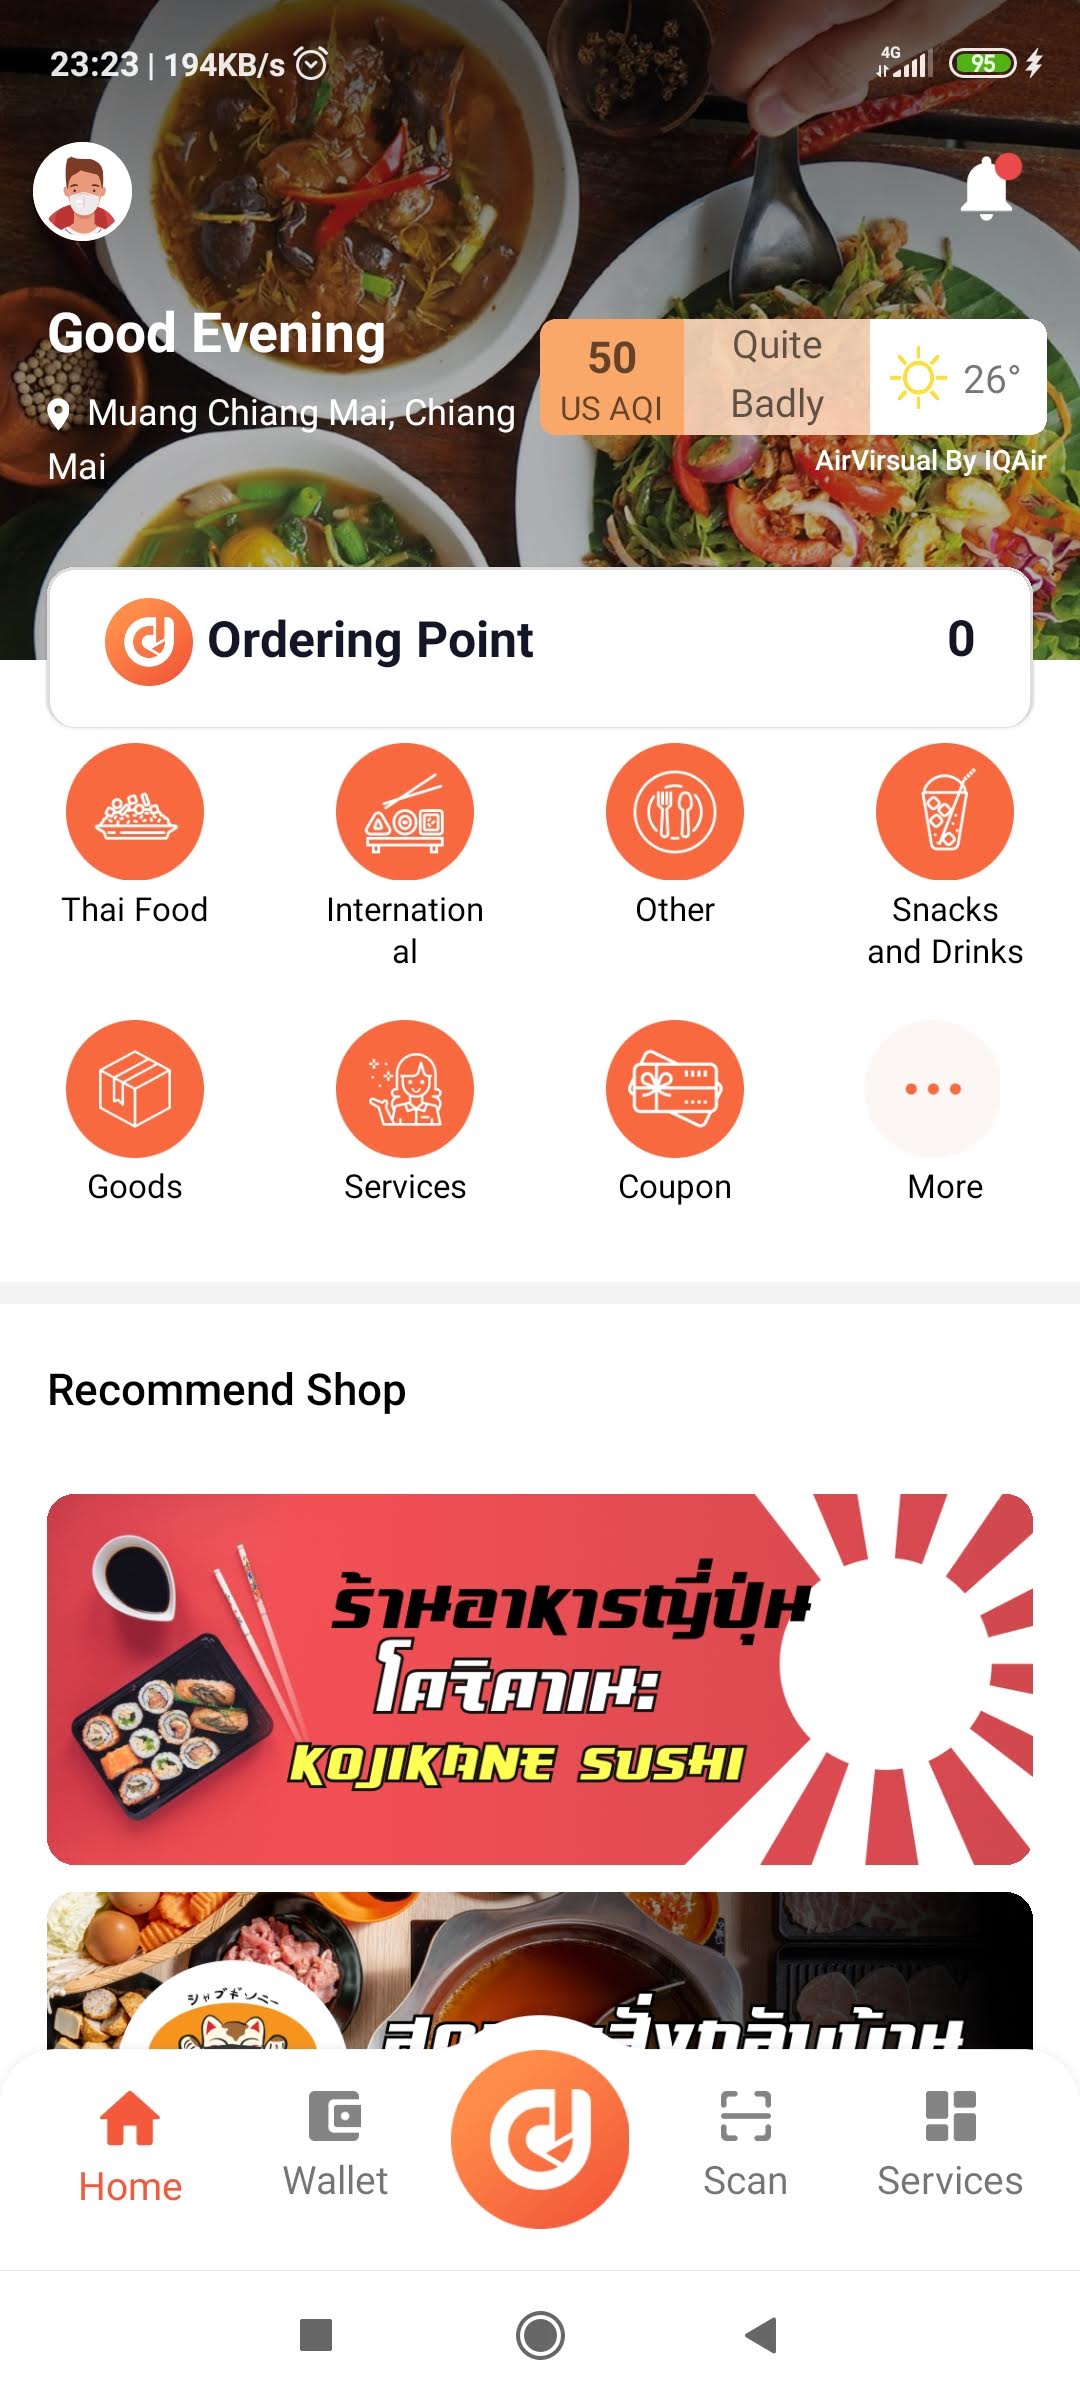 23:23 | 194KB/s
4G
95
Good Evening
Muang Chiang Mai, Chiang
Mai
50
US AQI
Quite
Badly
26°
AirVirsual By IQAir
Ordering Point
0
Thai Food
Internation
al
Other
Snacks
and Drinks
Goods
Services
Coupon
More
Recommend Shop
ร้านอาหารญี่ปุ่น
โคจิคาเนะ
KOJIKANE SUSHI
シャブギンニー
สั่งกลับบ้าน
Home
Wallet
Scan
Services